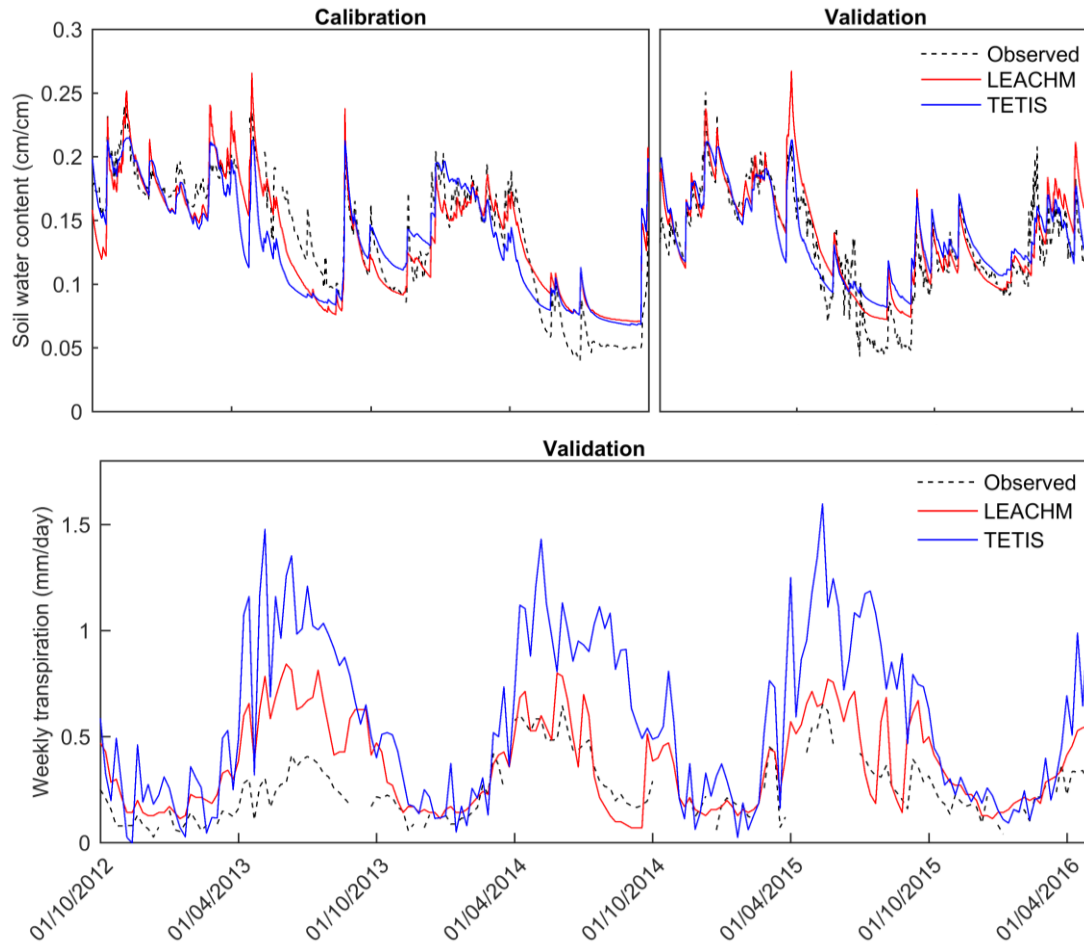 Calibration
Validation
0.3
0.25
0.2
0.15
0.1
0.05
0
Soil water content (cm/cm)
Observed
LEACHM
TETIS
Validation
1.5
1
0.5
0
Weekly transpiration (mm/day)
Observed
LEACHM
TETIS
01/10/2012
01/04/2013
01/10/2013
01/04/2014
01/10/2014
01/04/2015
01/10/2015
01/04/2016